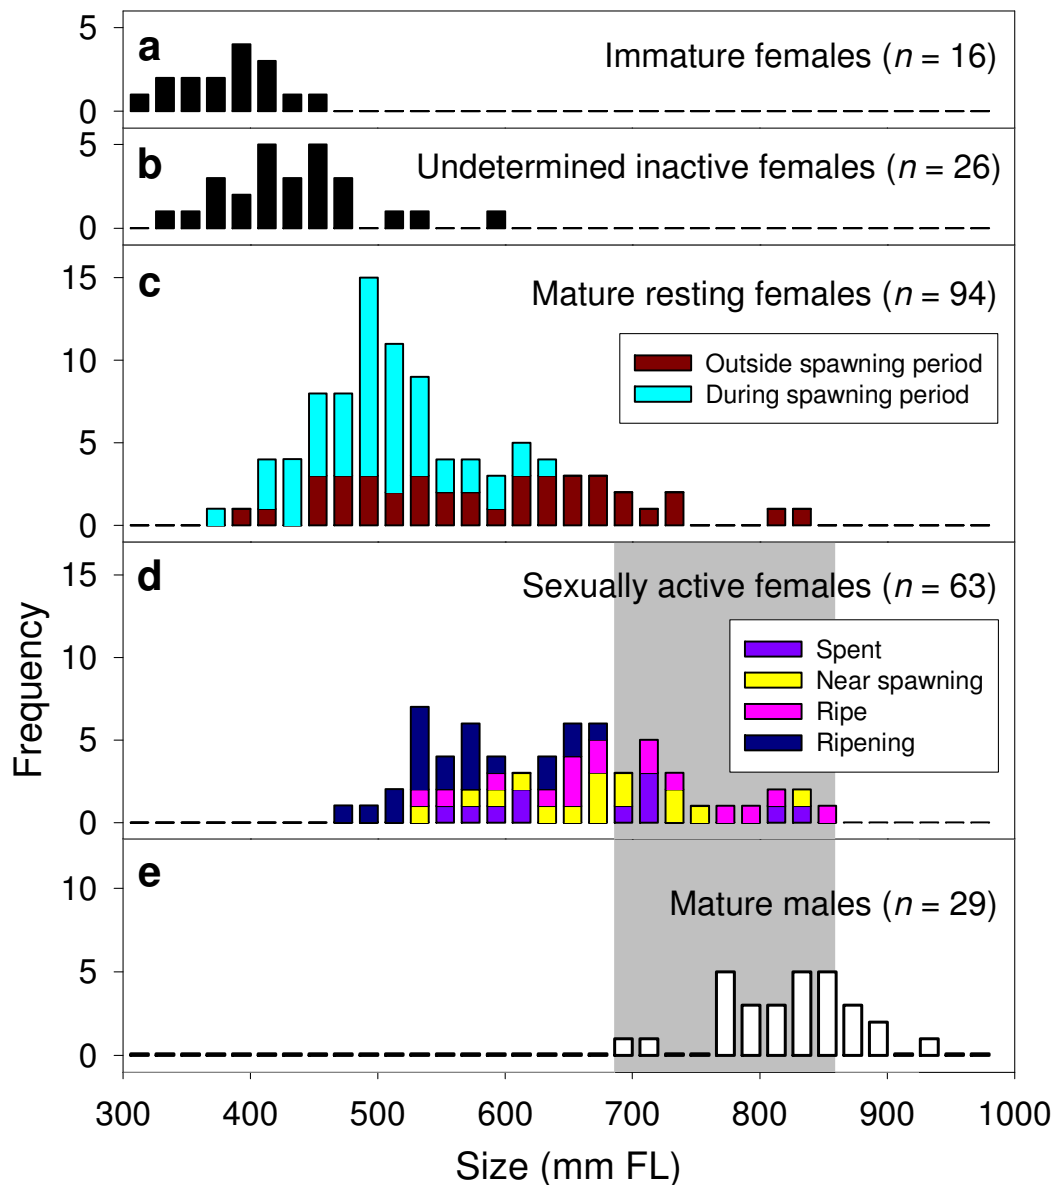 a
Immature females (n = 16)
5
0
b
Undetermined inactive females (n = 26)
5
0
c
Mature resting females (n = 94)
Outside spawning period
During spawning period
15
10
5
0
d
Sexually active females (n = 63)
Spent
Near spawning
Ripe
Ripening
15
10
5
0
Frequency
e
Mature males (n = 29)
10
5
0
300 400 500 600 700 800 900 1000
Size (mm FL)